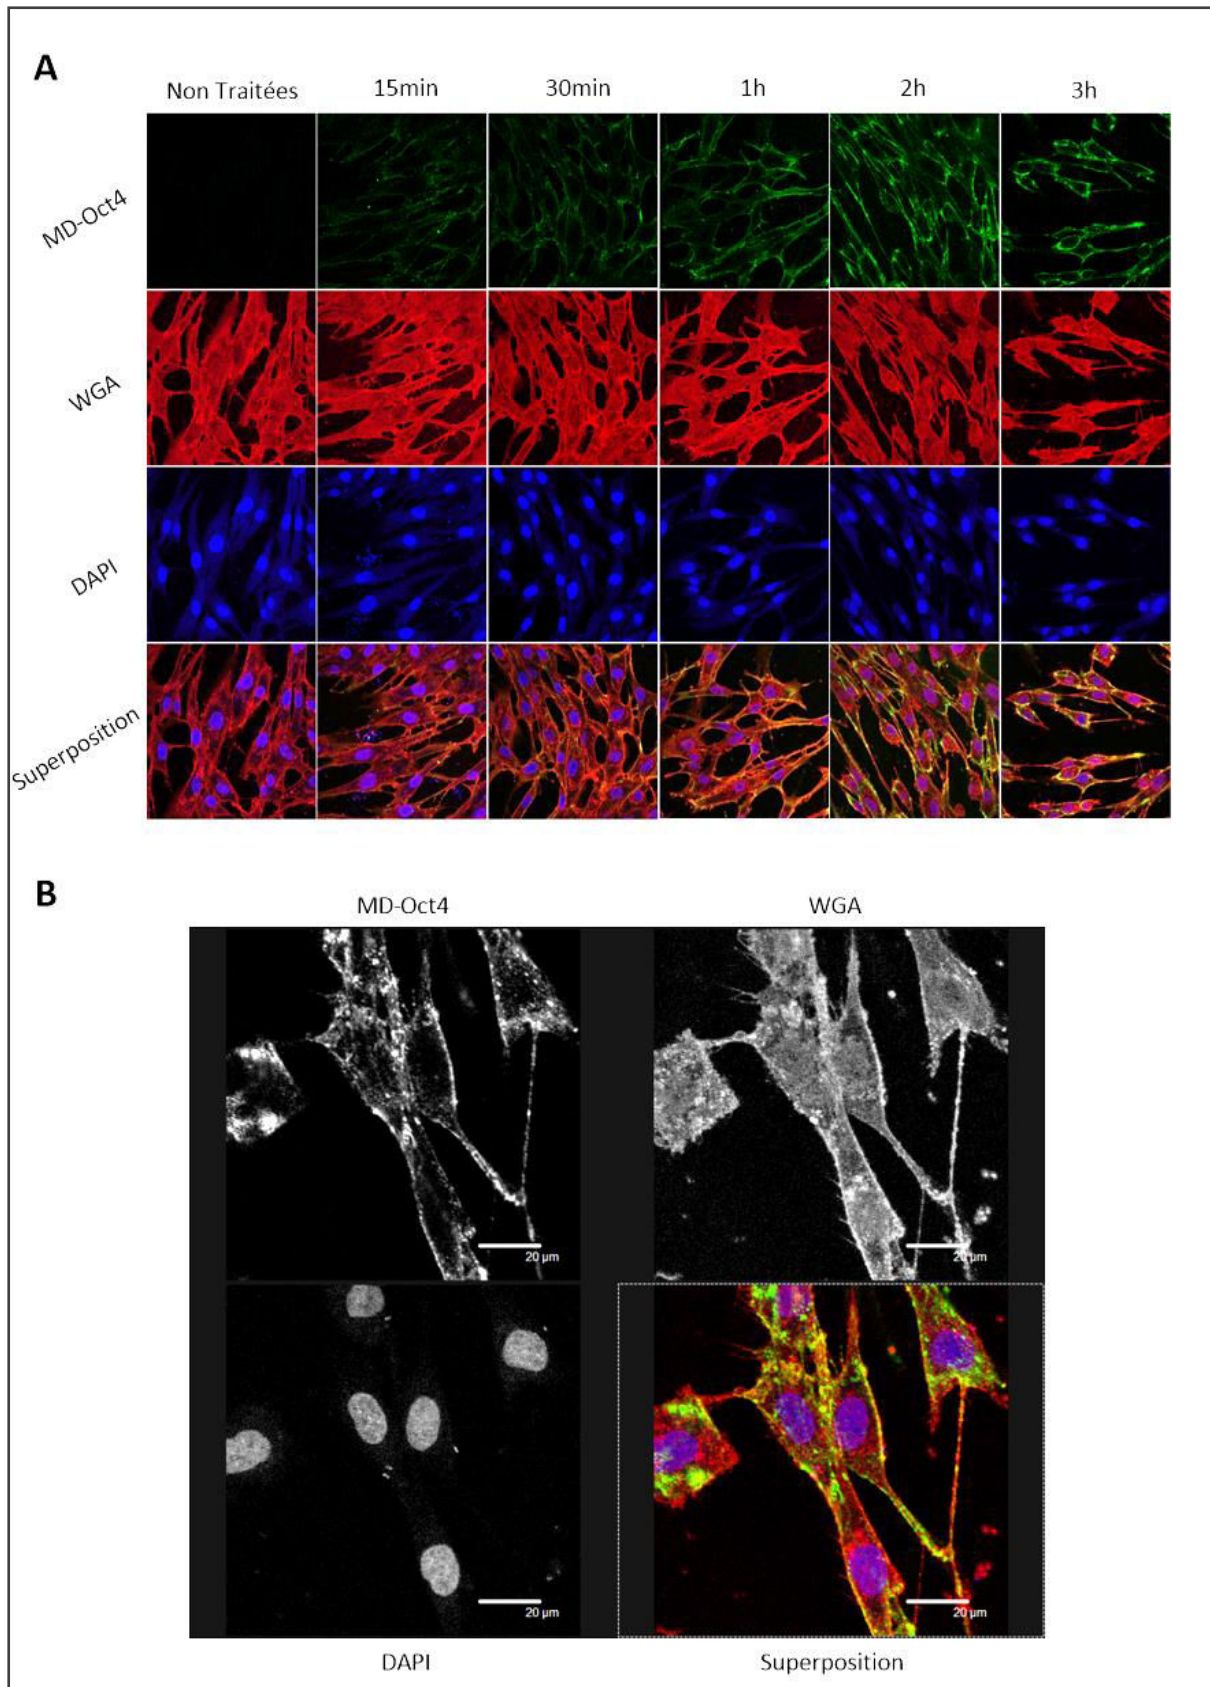 A
Non Traitées 15min 30min 1h 2h 3h
MD-Oct4
WGA
DAPI
Superposition
B
MD-Oct4 WGA
20 µm 20 µm
20 µm 20 µm
DAPI Superposition